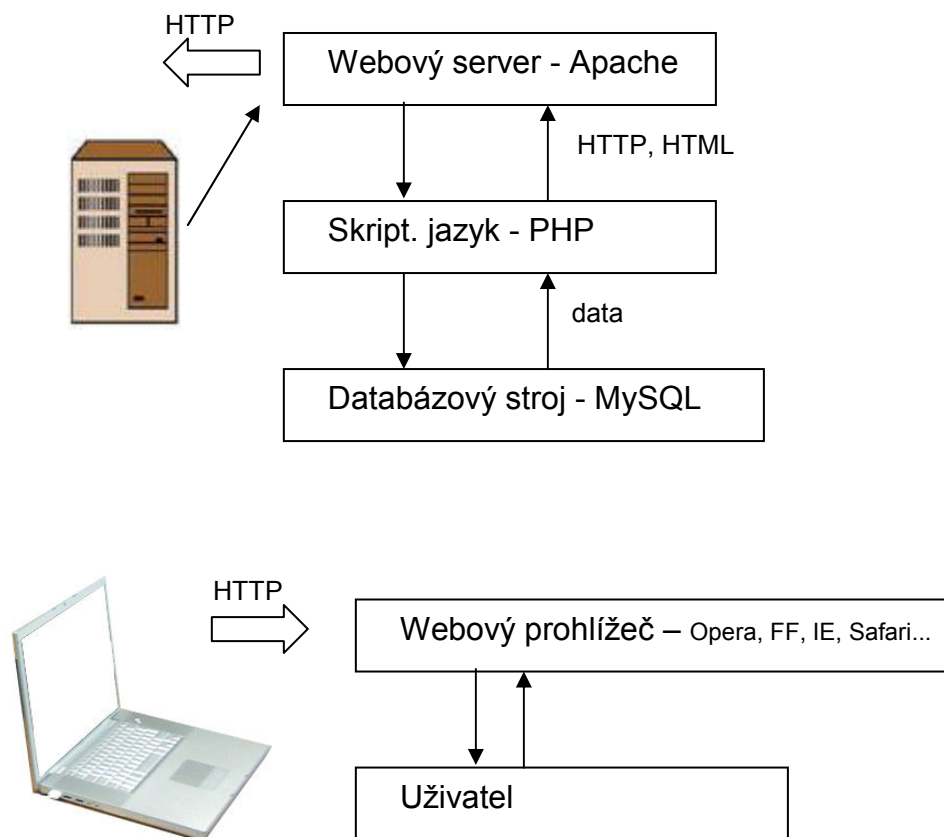 HTTP
Webový server - Apache
HTTP, HTML
Skript. jazyk - PHP
data
Databázový stroj - MySQL
HTTP
Webový prohlížeč – Opera, FF, IE, Safari...
Uživatel